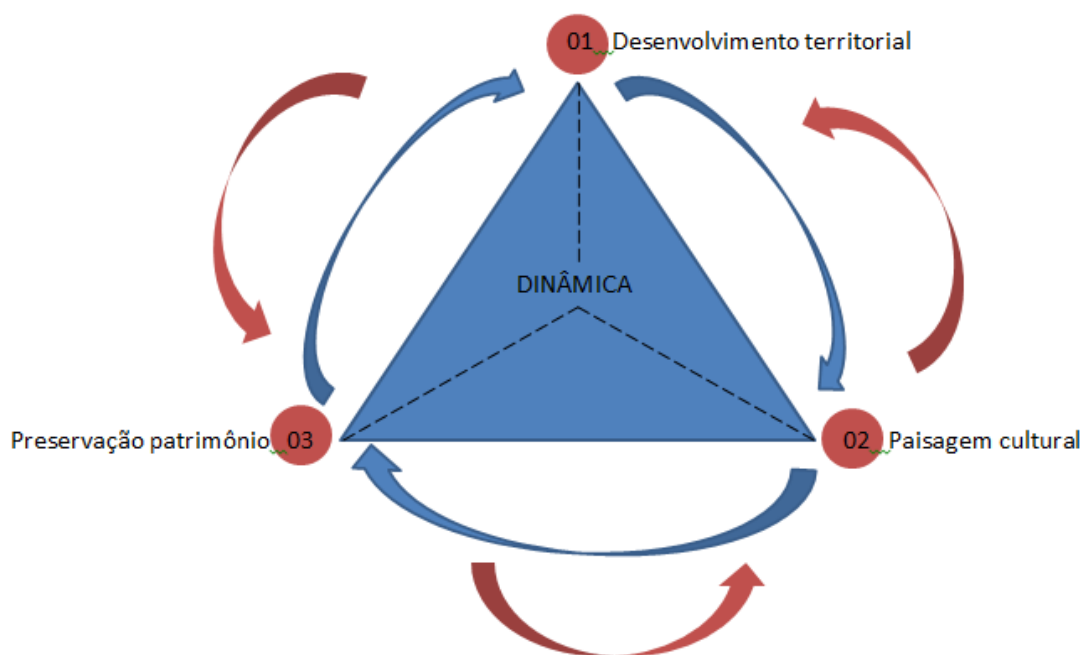 01 Desenvolvimento territorial
DINÂMICA
Preservação patrimônio 03
02 Paisagem cultural